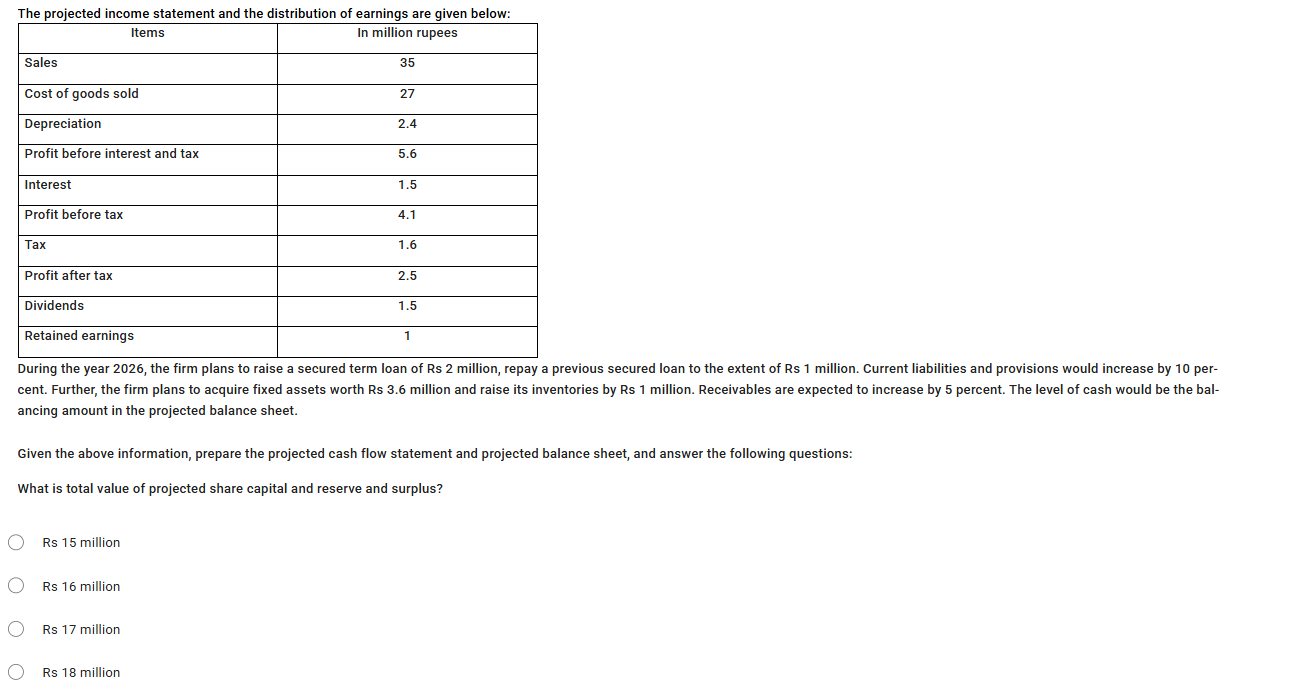 The projected income statement and the distribution of earnings are given below:
Items In million rupees
Sales 35
Cost of goods sold 27
Depreciation 2.4
Profit before interest and tax 5.6
Interest 1.5
Profit before tax 4.1
Tax 1.6
Profit after tax 2.5
Dividends 1.5
Retained earnings 1
During the year 2026, the firm plans to raise a secured term loan of Rs 2 million, repay a previous secured loan to the extent of Rs 1 million. Current liabilities and provisions would increase by 10 per-
cent. Further, the firm plans to acquire fixed assets worth Rs 3.6 million and raise its inventories by Rs 1 million. Receivables are expected to increase by 5 percent. The level of cash would be the bal-
ancing amount in the projected balance sheet.
Given the above information, prepare the projected cash flow statement and projected balance sheet, and answer the following questions:
What is total value of projected share capital and reserve and surplus?
Rs 15 million
Rs 16 million
Rs 17 million
Rs 18 million